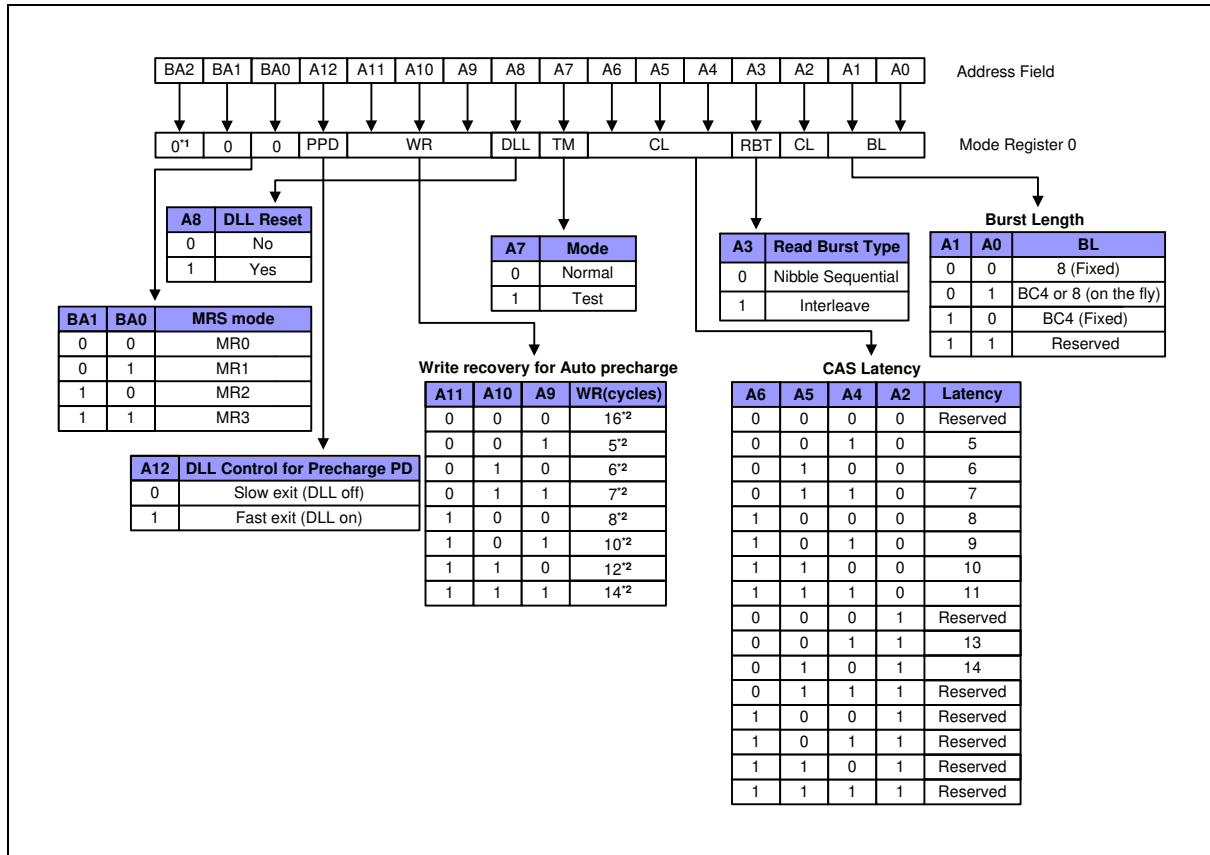 BA2 BA1 BA0 A12 A11 A10 A9 A8 A7 A6 A5 A4 A3 A2 A1 A0 Address Field
0*1 0 0 PPD WR DLL TM CL RBT CL BL Mode Register 0
A8 DLL Reset
0 No
1 Yes
A7 Mode
0 Normal
1 Test
A3 Read Burst Type
0 Nibble Sequential
1 Interleave
Burst Length
A1 A0 BL
0 0 8 (Fixed)
0 1 BC4 or 8 (on the fly)
1 0 BC4 (Fixed)
1 1 Reserved
BA1 BA0 MRS mode
0 0 MR0
0 1 MR1
1 0 MR2
1 1 MR3
A12 DLL Control for Precharge PD
0 Slow exit (DLL off)
1 Fast exit (DLL on)
Write recovery for Auto precharge
A11 A10 A9 WR(cycles)
0 0 0 16*2
0 0 1 5*2
0 1 0 6*2
0 1 1 7*2
1 0 0 8*2
1 0 1 10*2
1 1 0 12*2
1 1 1 14*2
CAS Latency
A6 A5 A4 A2 Latency
0 0 0 0 Reserved
0 0 1 0 5
0 1 0 0 6
0 1 1 0 7
1 0 0 0 8
1 0 1 0 9
1 1 0 0 10
1 1 1 0 11
0 0 0 1 Reserved
0 0 1 1 13
0 1 0 1 14
0 1 1 1 Reserved
1 0 0 1 Reserved
1 0 1 1 Reserved
1 1 0 1 Reserved
1 1 1 1 Reserved